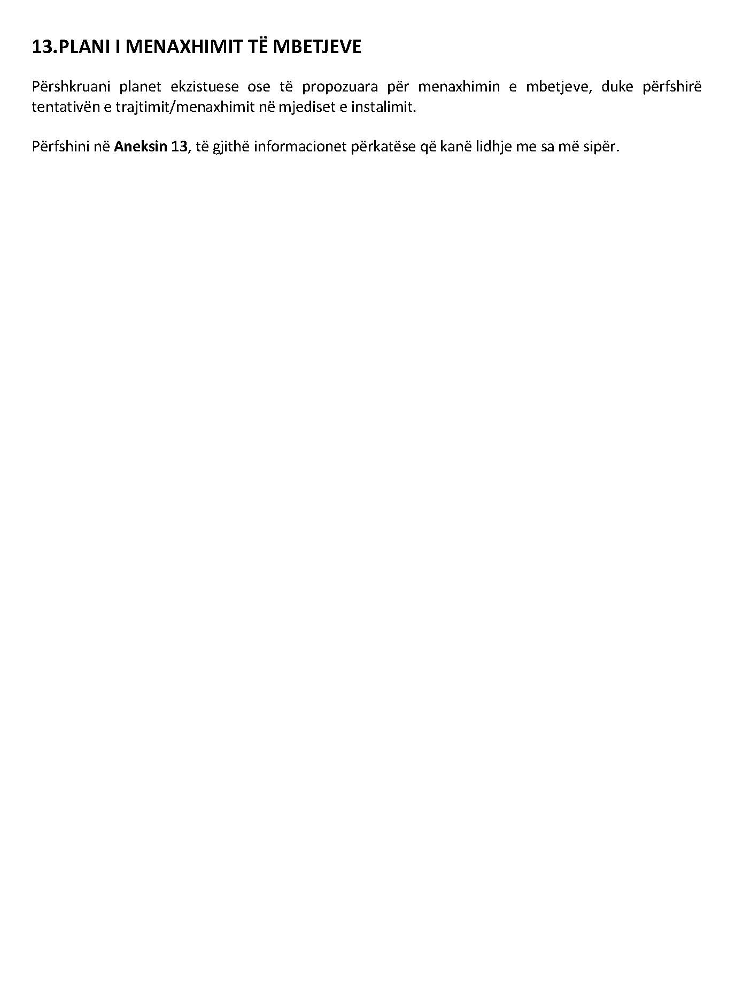 13.PLANI I MENAXHIMIT TË MBETJEVE
Përshkruani planet ekzistuese ose të propozuara për menaxhimin e mbetjeve, duke përfshirë
tentativën e trajtimit/menaxhimit në mjediset e instalimit.
Përfshini në Aneksin 13, të gjithë informacionet përkatëse që kanë lidhje me sa më sipër.